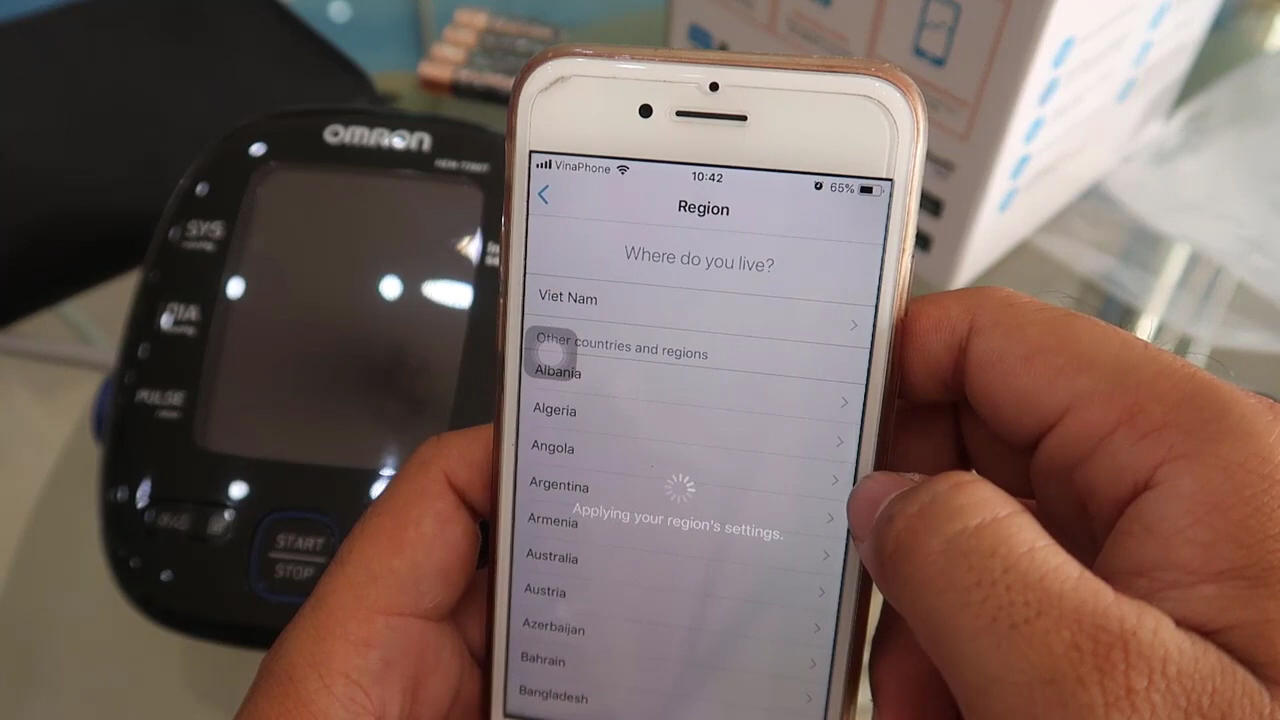 OMRON
SYS
DIA
PULSE
START
STOP
VinaPhone
10:42
65%
Region
Where do you live?
Viet Nam
Other countries and regions
Albania
Algeria
Angola
Argentina
Applying your region's settings.
Armenia
Australia
Austria
Azerbaijan
Bahrain
Bangladesh